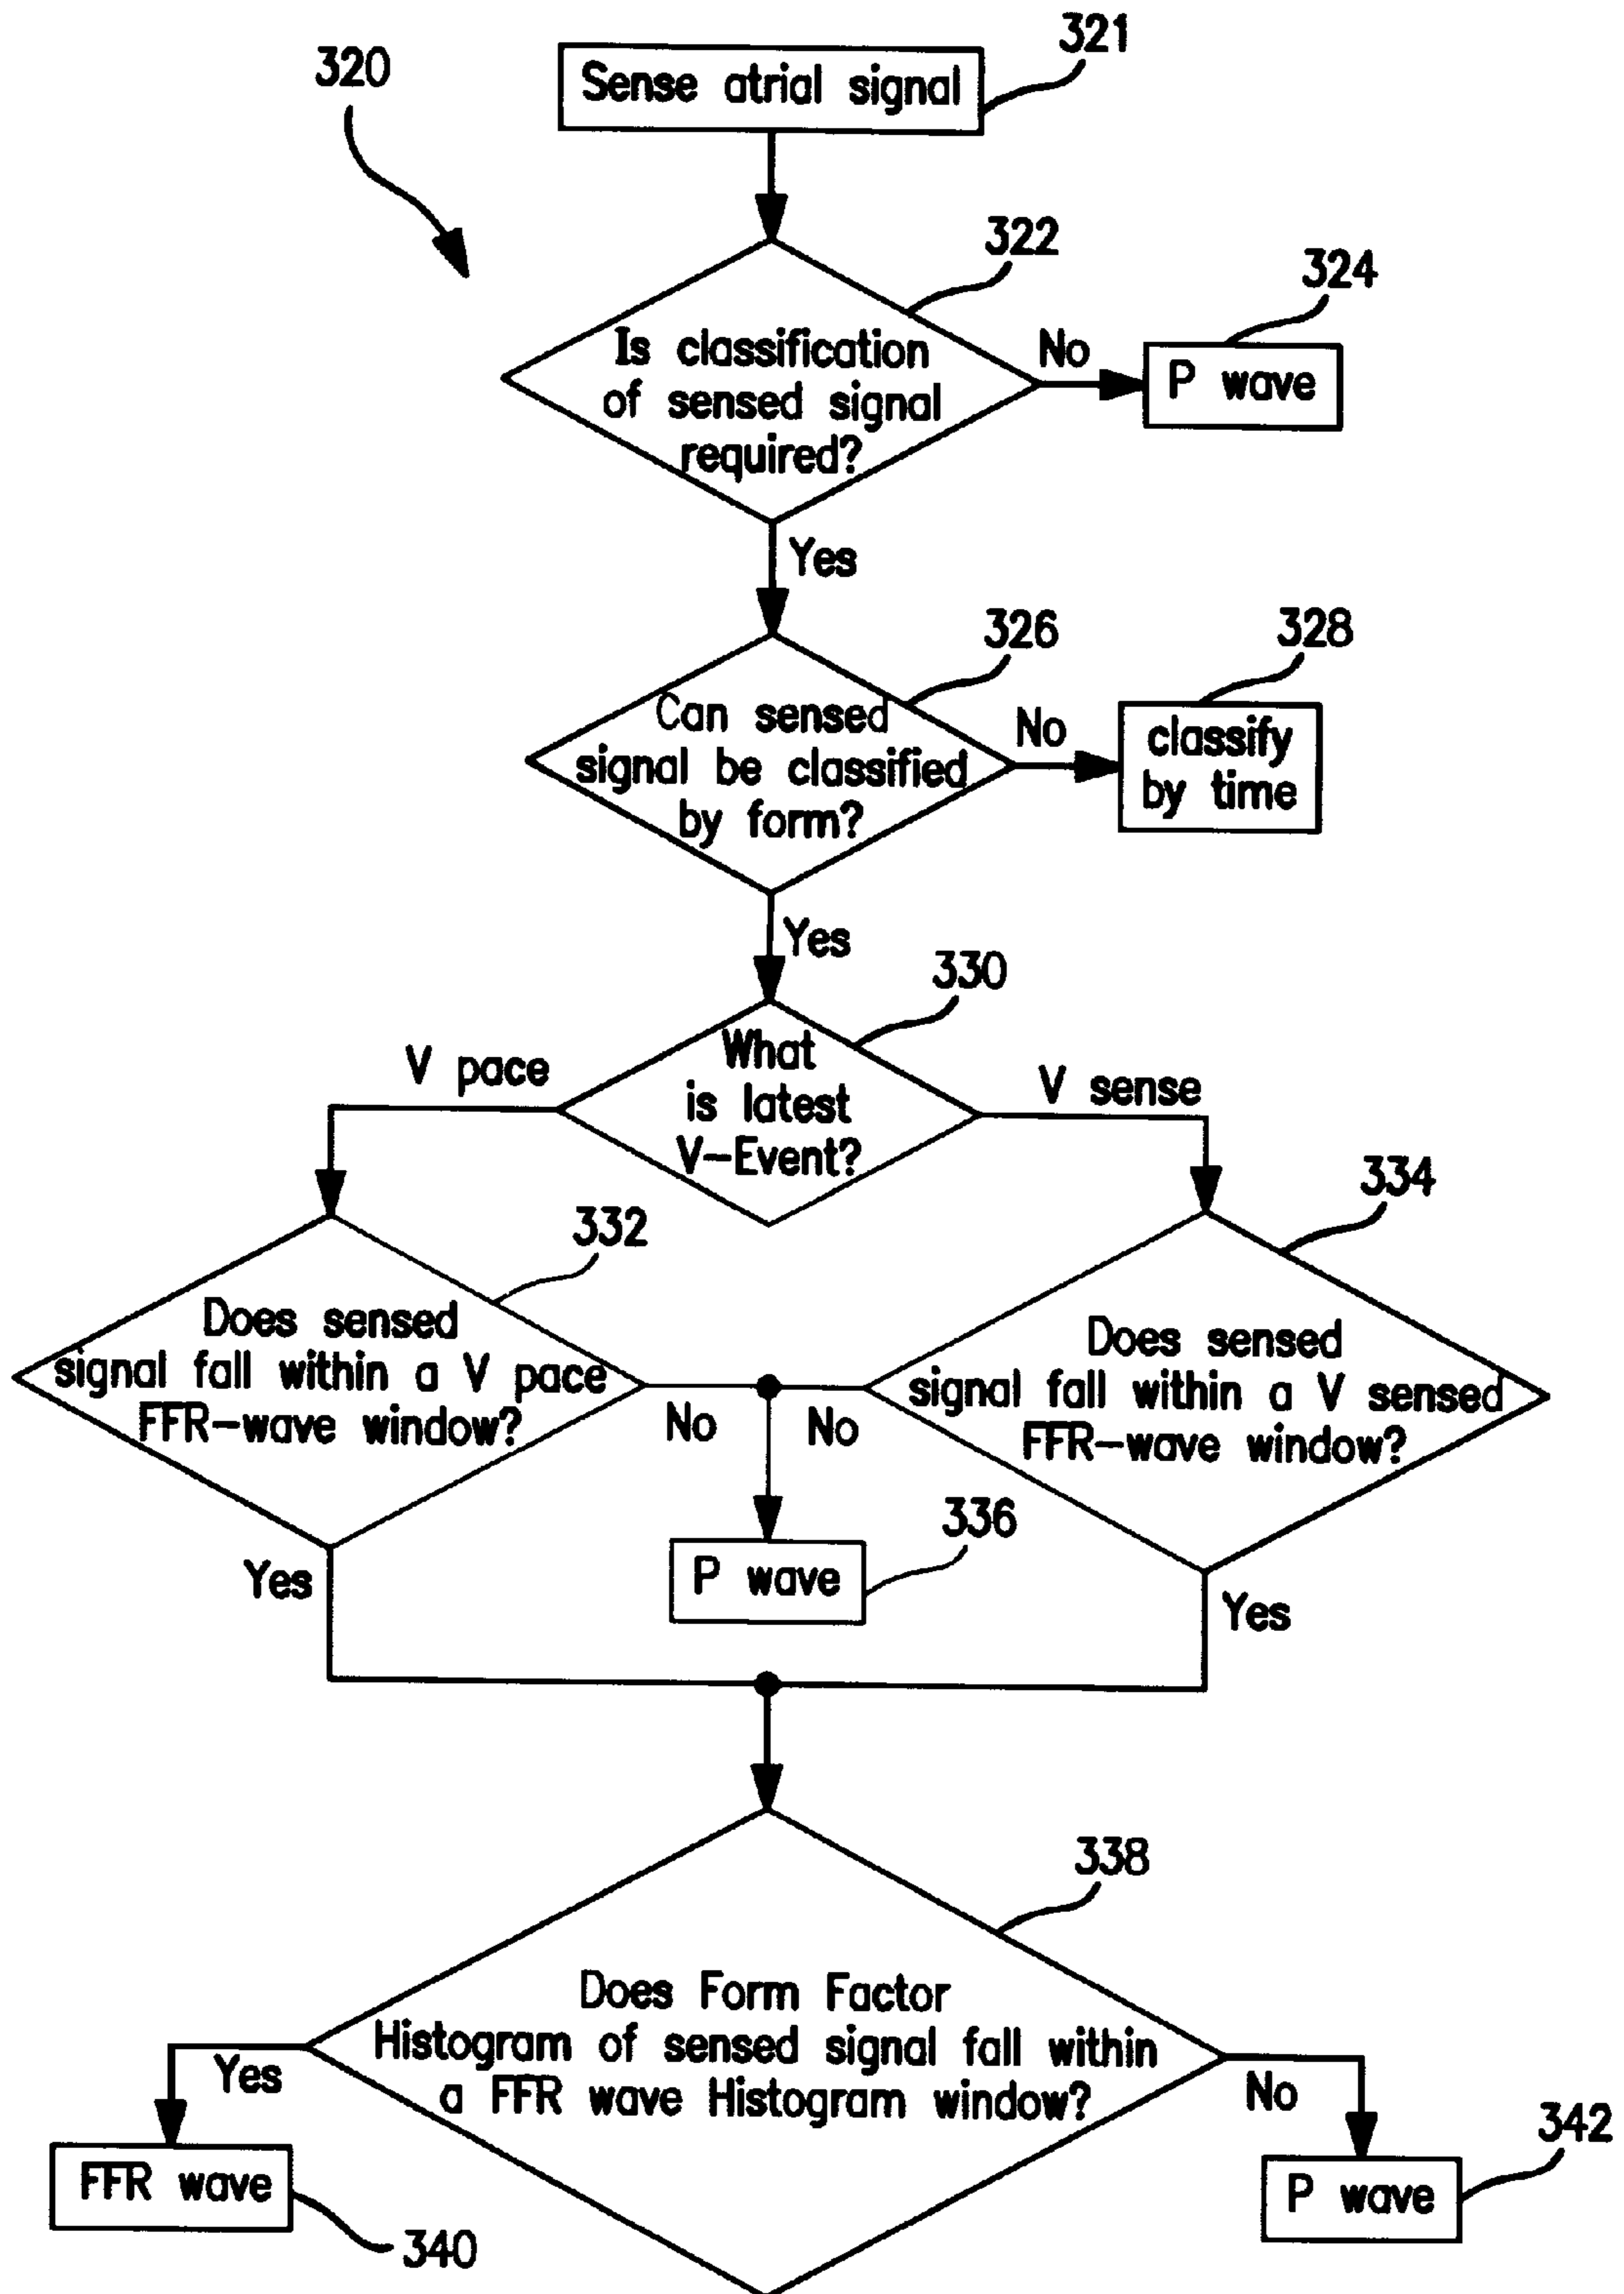 321
320
Sense atrial signal
322
324
Is classification
of sensed signal
required?
No
P wave
Yes
326
328
Can sensed
signal be classified
by form?
No
classify
by time
Yes
330
What
is latest
V-Event?
V pace
V sense
332
334
Does sensed
signal fall within a V pace
FFR-wave window?
No
No
Does sensed
signal fall within a V sensed
FFR-wave window?
336
P wave
Yes
Yes
338
Does Form Factor
Histogram of sensed signal fall within
a FFR wave Histogram window?
Yes
No
342
FFR wave
P wave
340